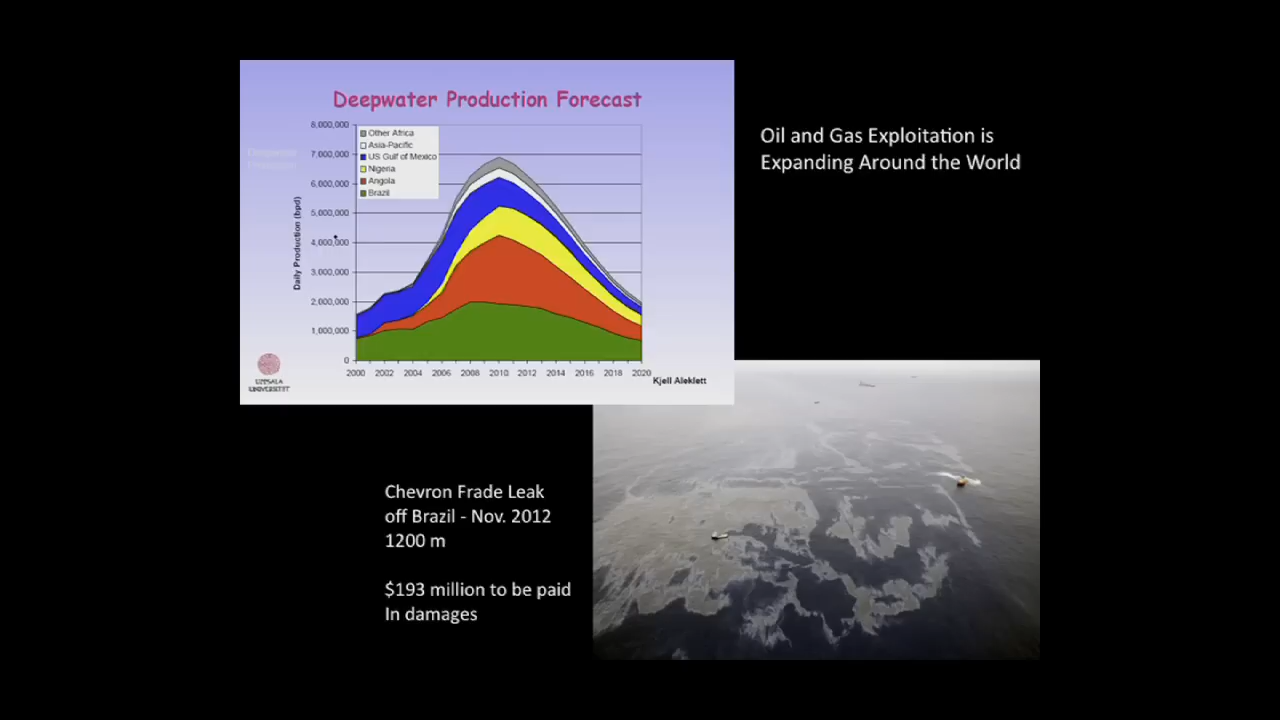 Deepwater Production Forecast
Oil and Gas Exploitation is
Expanding Around the World
8,000,000
7,000,000
6,000,000
5,000,000
4,000,000
3,000,000
2,000,000
1,000,000
0
Daily Production (bpd)
Other Africa
Asia-Pacific
US Gulf of Mexico
Nigeria
Angola
Brazil
2000 2002 2004 2006 2008 2010 2012 2014 2016 2018 2020
UPPSALA
UNIVERSITET
Kjell Aleklett
Chevron Frade Leak
off Brazil - Nov. 2012
1200 m
$193 million to be paid
In damages